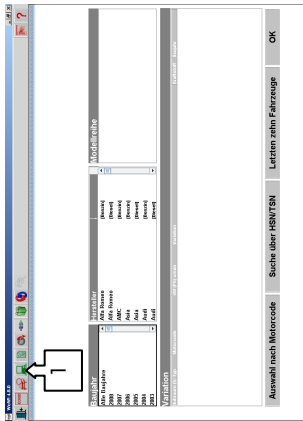 WoW! 4.8.0
1
Baujahr
Alle Baujahre
2008
2007
2006
2005
2004
2003
Hersteller
Alfa Romeo (Benzin)
Alfa Romeo (Diesel)
AMC (Benzin)
Asia (Benzin)
Asia (Diesel)
Audi (Benzin)
Audi (Diesel)
Modellreihe
Variation
Auswahl nach Motorcode
Suche über HSN/TSN
Letzten zehn Fahrzeuge
OK